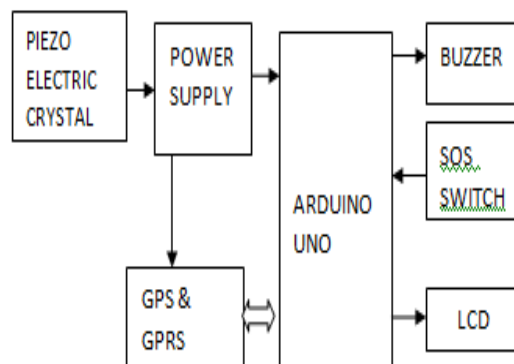 PIEZO
ELECTRIC
CRYSTAL
POWER
SUPPLY
BUZZER
SOS
SWITCH
ARDUINO
UNO
GPS &
GPRS
LCD